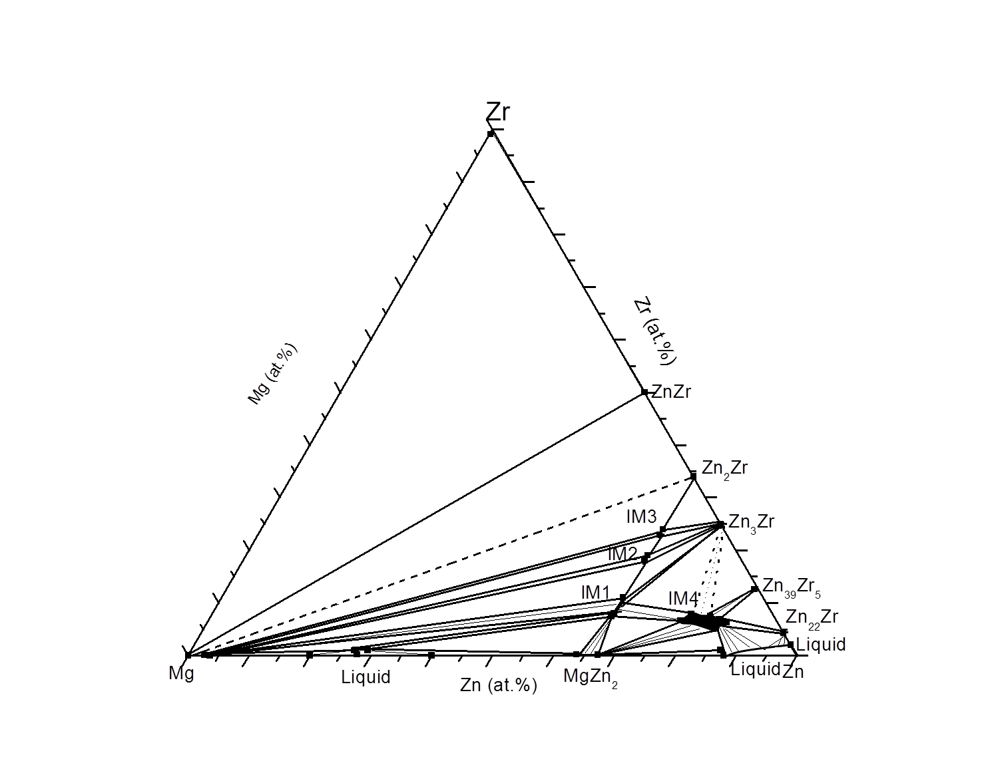 Zr
Zr (at.%)
Mg (at.%)
ZnZr
Zn₂Zr
IM3
Zn₃Zr
IM2
IM1
Zn₃₉Zr₅
IM4
Zn₂₂Zr
Liquid
Mg
Liquid
Zn (at.%)
MgZn₂
Liquid
Zn